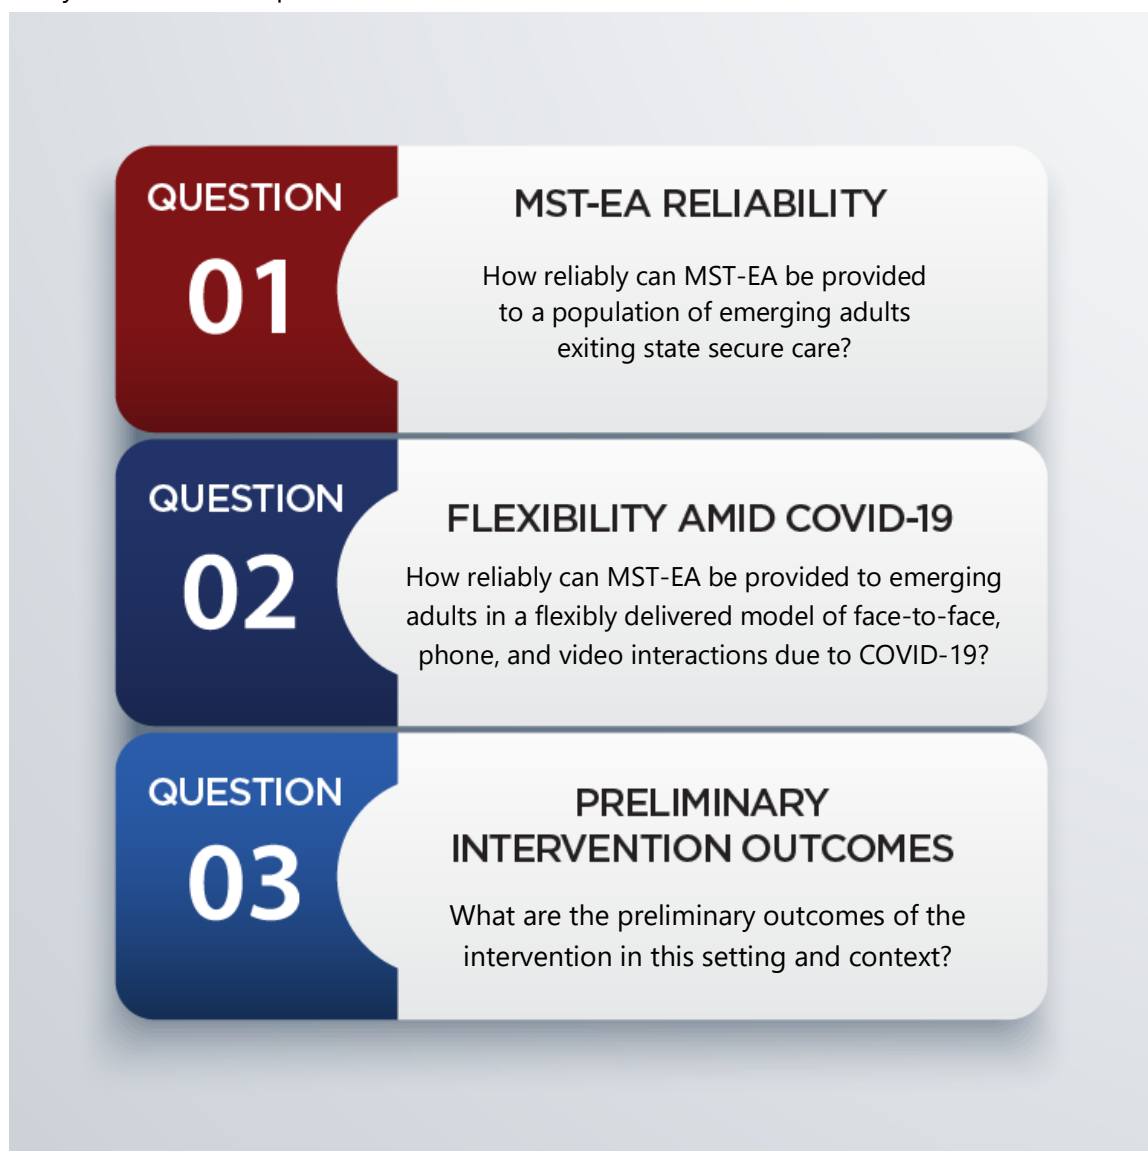 QUESTION
01
MST-EA RELIABILITY
How reliably can MST-EA be provided
to a population of emerging adults
exiting state secure care?
QUESTION
02
FLEXIBILITY AMID COVID-19
How reliably can MST-EA be provided to emerging
adults in a flexibly delivered model of face-to-face,
phone, and video interactions due to COVID-19?
QUESTION
03
PRELIMINARY
INTERVENTION OUTCOMES
What are the preliminary outcomes of the
intervention in this setting and context?